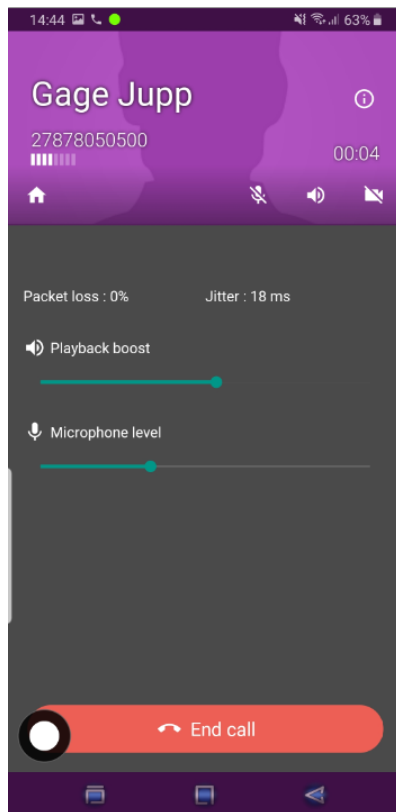 14:44 63%
Gage Jupp
27878050500
00:04
Packet loss : 0% Jitter : 18 ms
Playback boost
Microphone level
End call